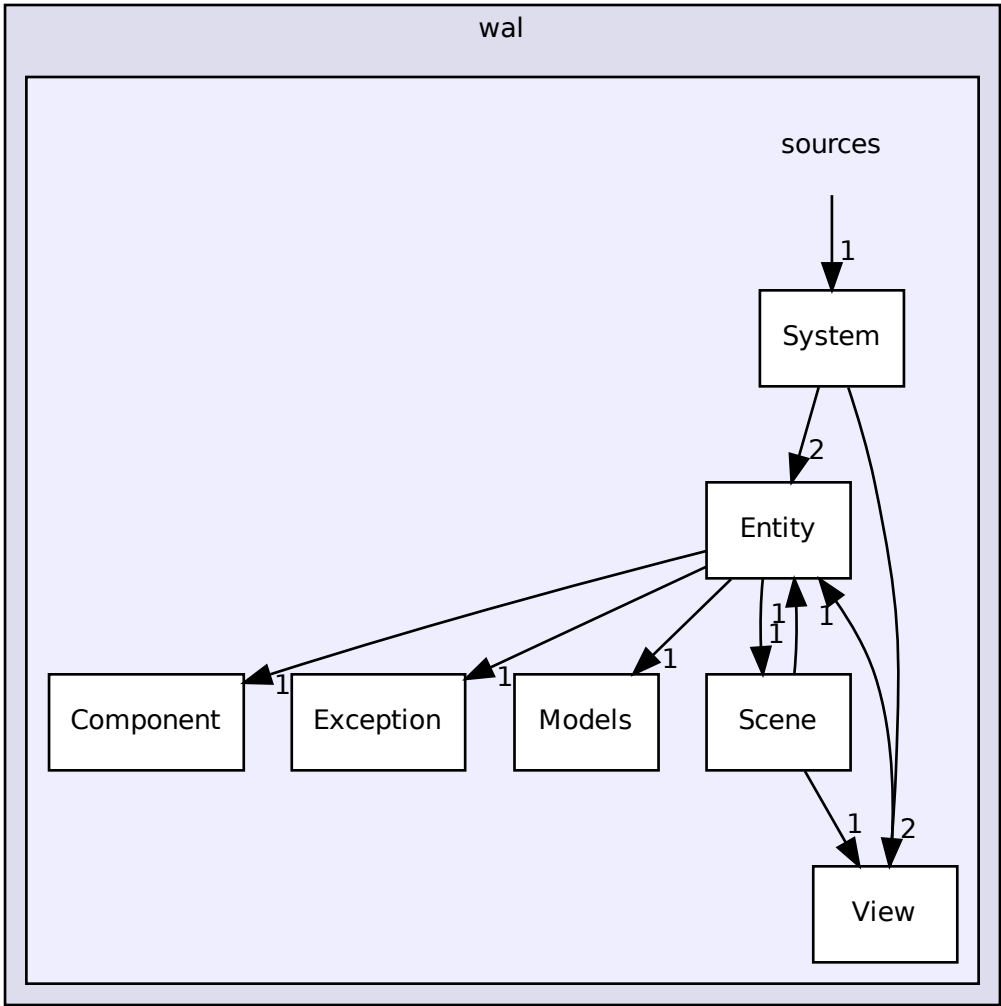 wal
sources
1
System
2
Entity
1
1
1
1
1
1
Component
Exception
Models
Scene
1
2
View